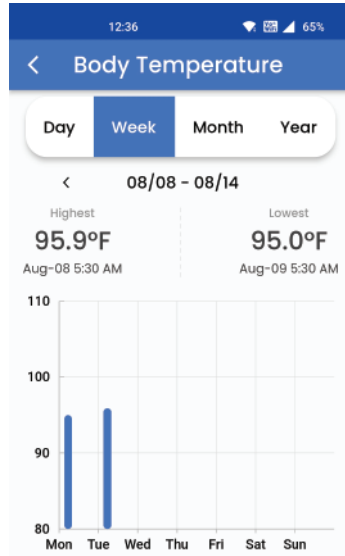 12:36 65%
Body Temperature
Day Week Month Year
08/08 - 08/14
Highest Lowest
95.9°F 95.0°F
Aug-08 5:30 AM Aug-09 5:30 AM
110
100
90
80
Mon Tue Wed Thu Fri Sat Sun